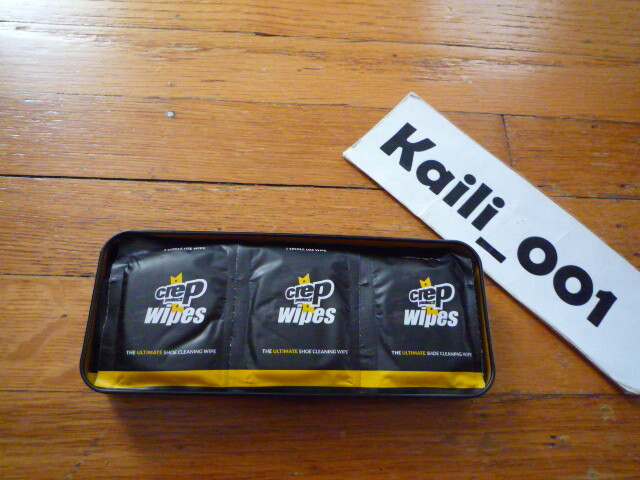 Kaili_001
crep
wipes
THE ULTIMATE SHOE CLEANING WIPE
crep
wipes
THE ULTIMATE SHOE CLEANING WIPE
crep
wipes
THE ULTIMATE SHOE CLEANING WIPE